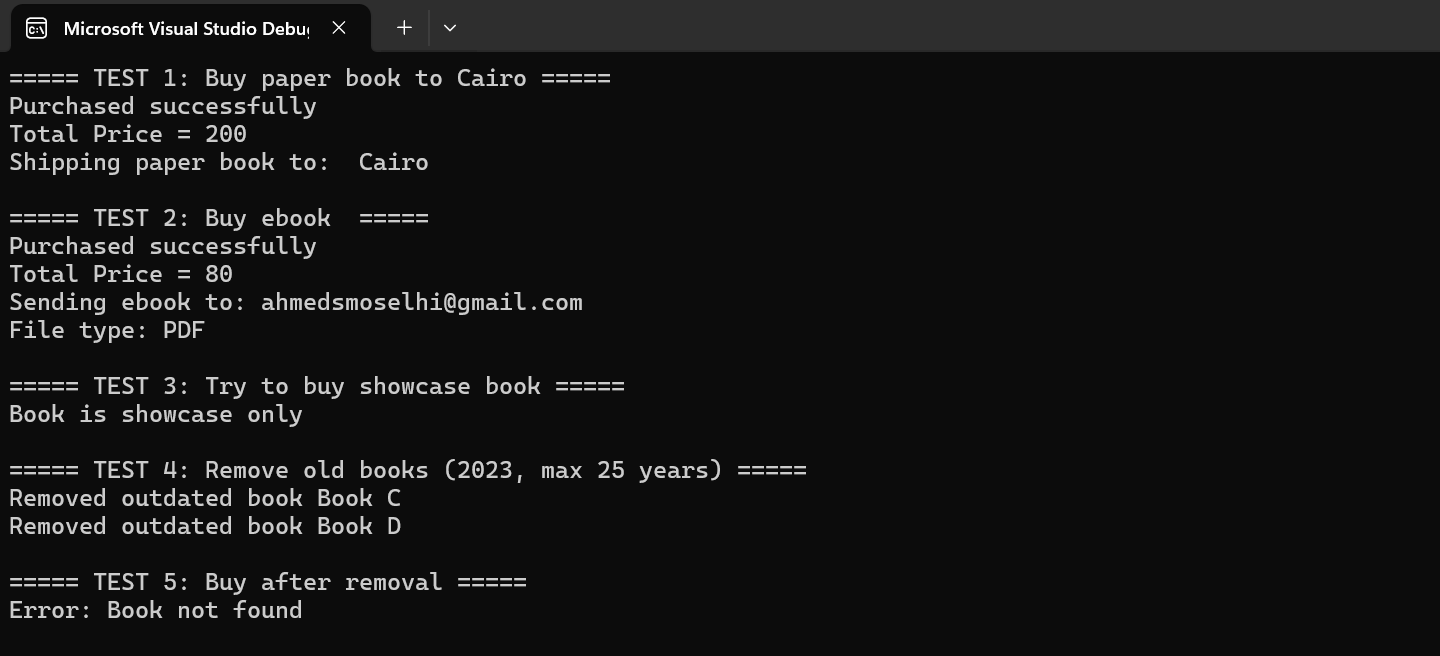 Microsoft Visual Studio Debug
===== TEST 1: Buy paper book to Cairo =====
Purchased successfully
Total Price = 200
Shipping paper book to:  Cairo
===== TEST 2: Buy ebook  =====
Purchased successfully
Total Price = 80
Sending ebook to: ahmedsmoselhi@gmail.com
File type: PDF
===== TEST 3: Try to buy showcase book =====
Book is showcase only
===== TEST 4: Remove old books (2023, max 25 years) =====
Removed outdated book Book C
Removed outdated book Book D
===== TEST 5: Buy after removal =====
Error: Book not found